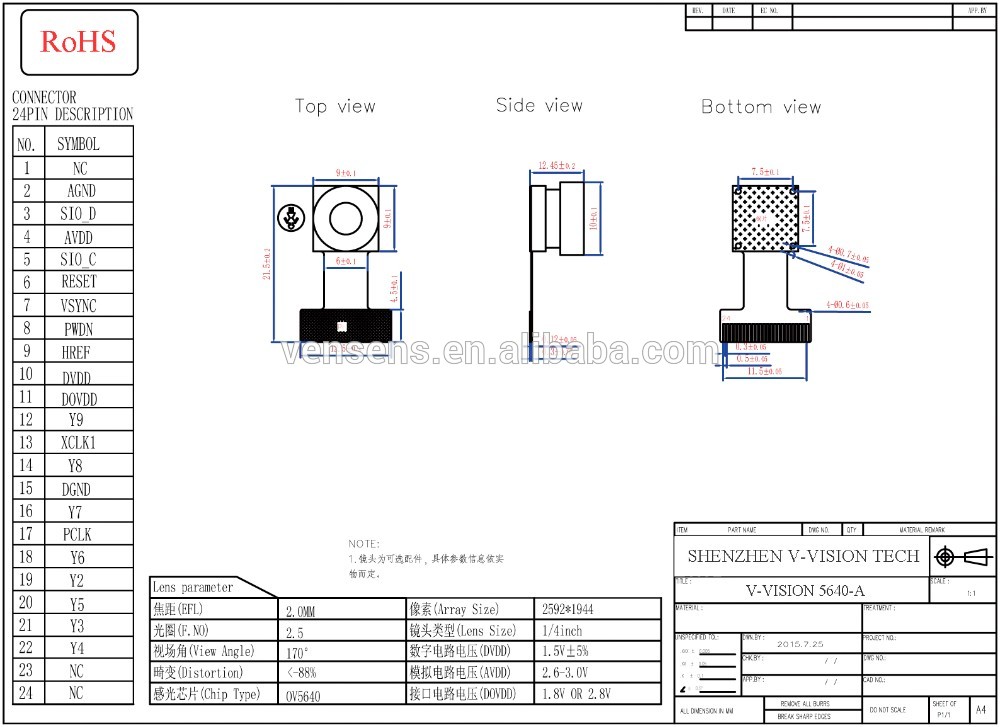 REV. DATE EC NO. APP.BY
RoHS
CONNECTOR
24PIN DESCRIPTION
NO. SYMBOL
1 NC
2 AGND
3 SIO_D
4 AVDD
5 SIO_C
6 RESET
7 VSYNC
8 PWDN
9 HREF
10 DVDD
11 DOVDD
12 Y9
13 XCLK1
14 Y8
15 DGND
16 Y7
17 PCLK
18 Y6
19 Y2
20 Y5
21 Y3
22 Y4
23 NC
24 NC
Top view
9±0.1
9±0.1
21.5±0.2
6±0.1
4.5±0.1
Side view
12.45±0.2
10±0.1
Bottom view
7.5±0.1
7.5±0.1
4-Ø0.7±0.05
4-Ø1±0.05
4-Ø0.6±0.05
0.3±0.05
0.5±0.05
11.5±0.05
vensens.en.alibaba.com
NOTE:
1.镜头为可选配件，具体参数信息依实
物而定。
Lens parameter
焦距(EFL) 2.0MM 像素(Array Size) 2592*1944
光圈(F.NO) 2.5 镜头类型(Lens Size) 1/4inch
视场角(View Angle) 170° 数字电路电压(DVDD) 1.5V±5%
畸变(Distortion) <-88% 模拟电路电压(AVDD) 2.6-3.0V
感光芯片(Chip Type) OV5640 接口电路电压(DOVDD) 1.8V OR 2.8V
ITEM PART NAME DWG NO. QTY MATERIAL REMARK
SHENZHEN V-VISION TECH
TITLE: V-VISION 5640-A SCALE: 1:1
MATERIAL: TREATMENT:
UNSPECIFIED TO.: DWN.BY: 2015.7.25 PROJECT NO.:
CHK.BY: / / DWG NO.:
APP.BY: / / CAD NO.:
ALL DIMENSION IN MM REMOVE ALL BURRS DO NOT SCALE SHEET OF A4
BREAK SHARP EDGES P1/1